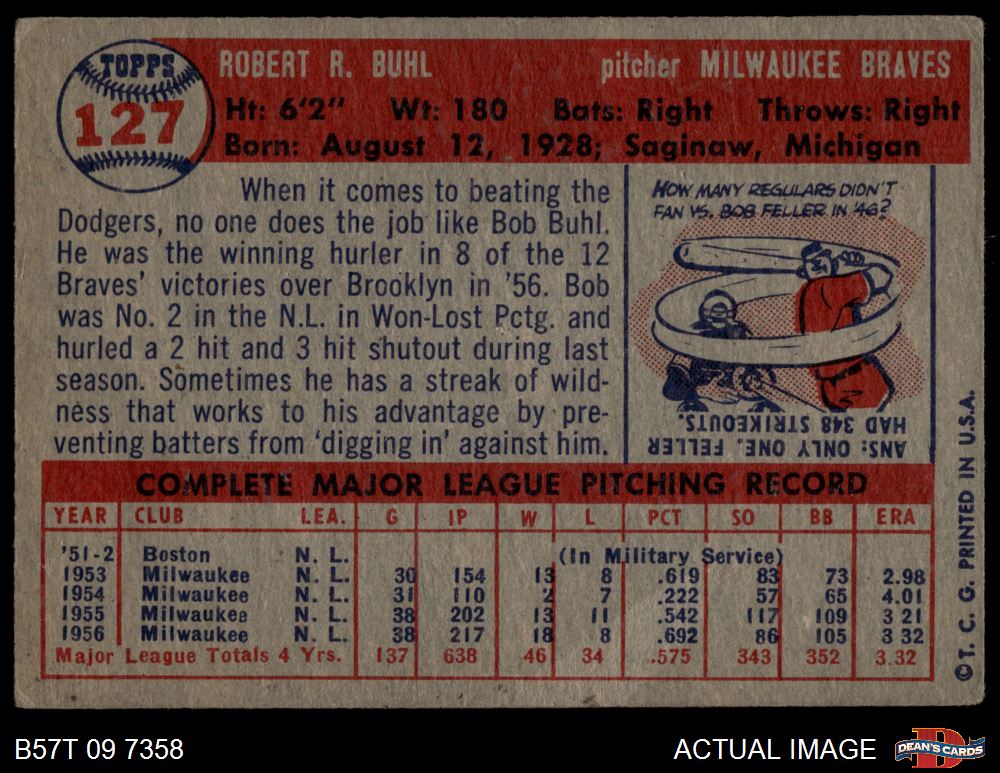 TOPPS
127
ROBERT R. BUHL pitcher MILWAUKEE BRAVES
Ht: 6'2" Wt: 180 Bats: Right Throws: Right
Born: August 12, 1928; Saginaw, Michigan
When it comes to beating the
Dodgers, no one does the job like Bob Buhl.
He was the winning hurler in 8 of the 12
Braves' victories over Brooklyn in '56. Bob
was No. 2 in the N.L. in Won-Lost Pctg. and
hurled a 2 hit and 3 hit shutout during last
season. Sometimes he has a streak of wild-
ness that works to his advantage by pre-
venting batters from 'digging in' against him.
HOW MANY REGULARS DIDN'T
FAN VS. BOB FELLER IN '46?
ANS: ONLY ONE. FELLER
HAD 348 STRIKEOUTS.
COMPLETE MAJOR LEAGUE PITCHING RECORD
YEAR CLUB LEA. G IP W L PCT SO BB ERA
'51-2 Boston N. L. (In Military Service)
1953 Milwaukee N. L. 30 154 13 8 .619 83 73 2.98
1954 Milwaukee N. L. 31 110 2 7 .222 57 65 4.01
1955 Milwaukee N. L. 38 202 13 11 .542 117 109 3 21
1956 Milwaukee N. L. 38 217 18 8 .692 86 105 3 32
Major League Totals 4 Yrs. 137 638 46 34 .575 343 352 3.32
© T. C. G. PRINTED IN U.S.A.
B57T 09 7358 ACTUAL IMAGE
D
DEAN'S CARDS